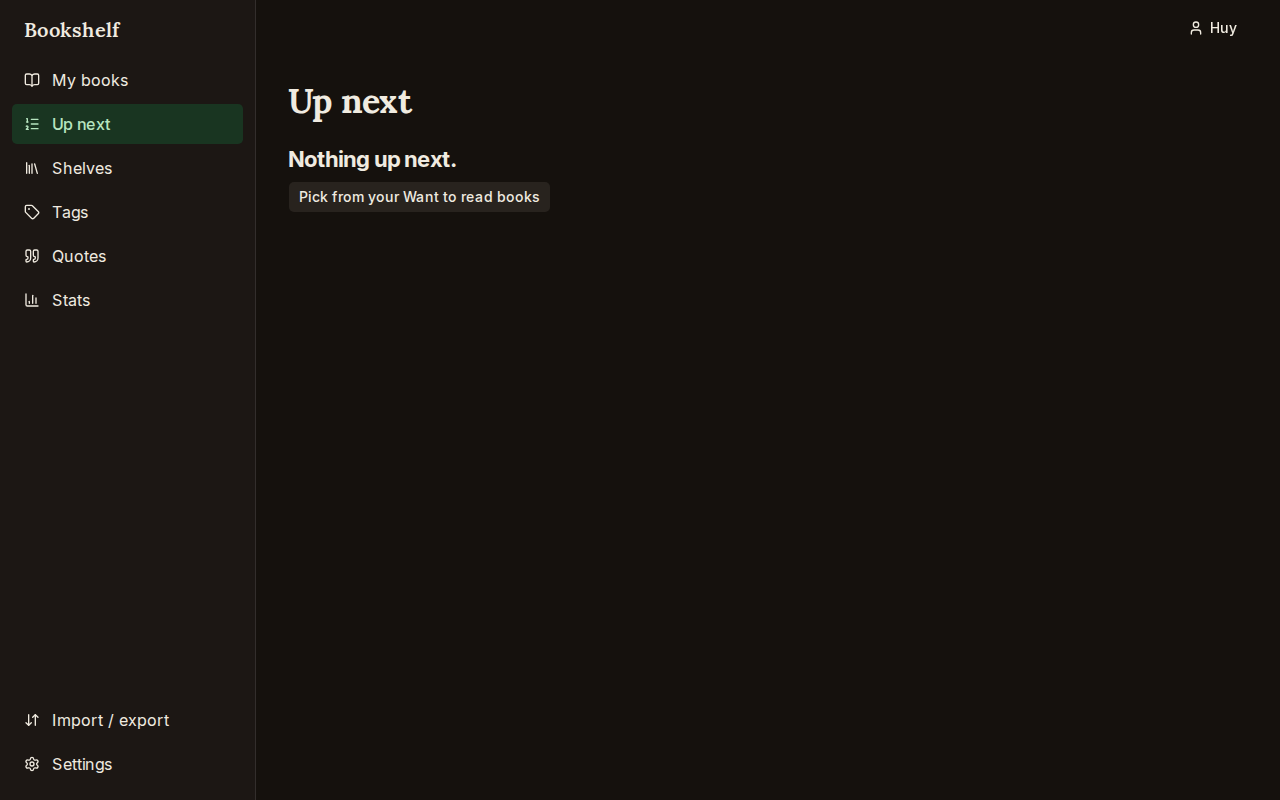 Bookshelf
My books
Up next
Shelves
Tags
Quotes
Stats
Import / export
Settings
Huy
Up next
Nothing up next.
Pick from your Want to read books